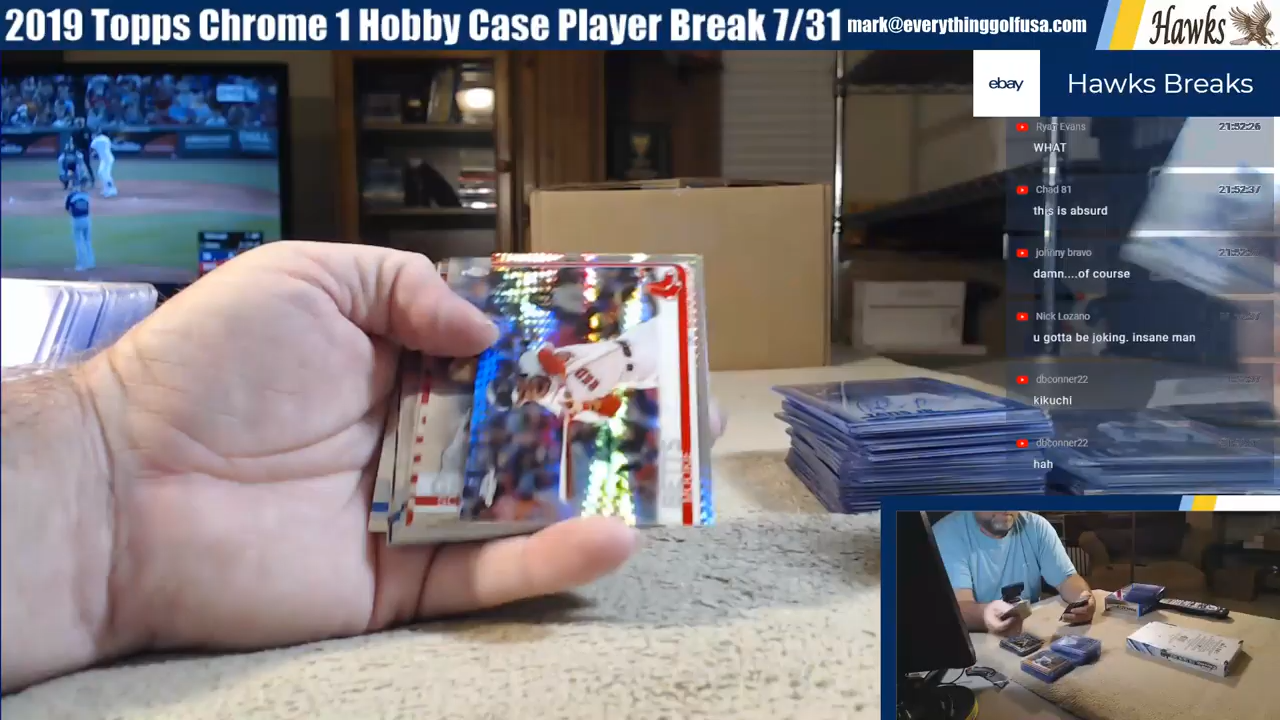 2019 Topps Chrome 1 Hobby Case Player Break 7/31
mark@everythinggolfusa.com
Hawks
ebay
Hawks Breaks
Ryan Evans
21:52:26
WHAT
Chad 81
21:52:37
this is absurd
johnny bravo
damn....of course
Nick Lozano
u gotta be joking. insane man
dbconner22
kikuchi
dbconner22
hah